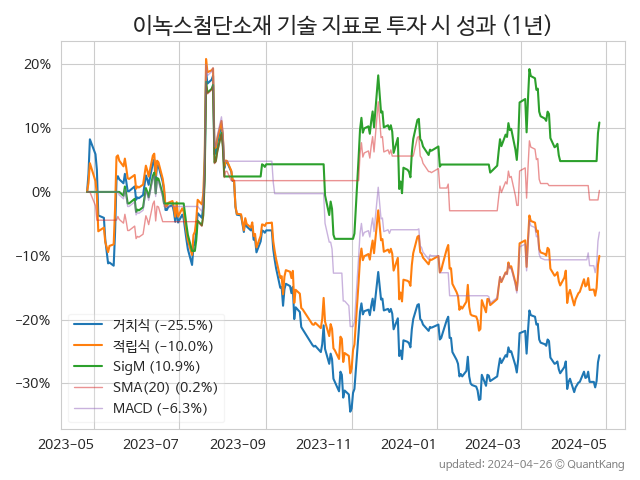 이녹스첨단소재 기술 지표로 투자 시 성과 (1년)
20%
10%
0%
−10%
−20%
−30%
거치식 (−25.5%)
적립식 (−10.0%)
SigM (10.9%)
SMA(20) (0.2%)
MACD (−6.3%)
2023-05 2023-07 2023-09 2023-11 2024-01 2024-03 2024-05
updated: 2024-04-26 © QuantKang